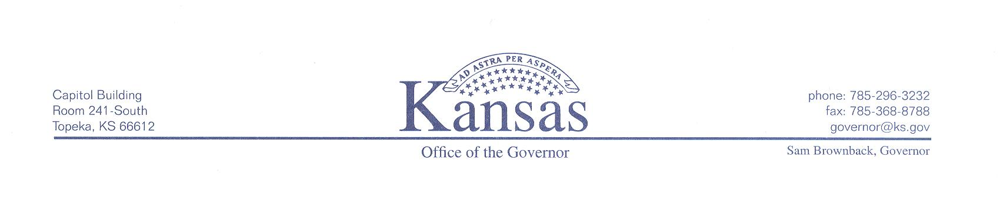 Capitol Building
Room 241-South
Topeka, KS 66612
AD ASTRA PER ASPERA
Kansas
Office of the Governor
phone: 785-296-3232
fax: 785-368-8788
governor@ks.gov
Sam Brownback, Governor